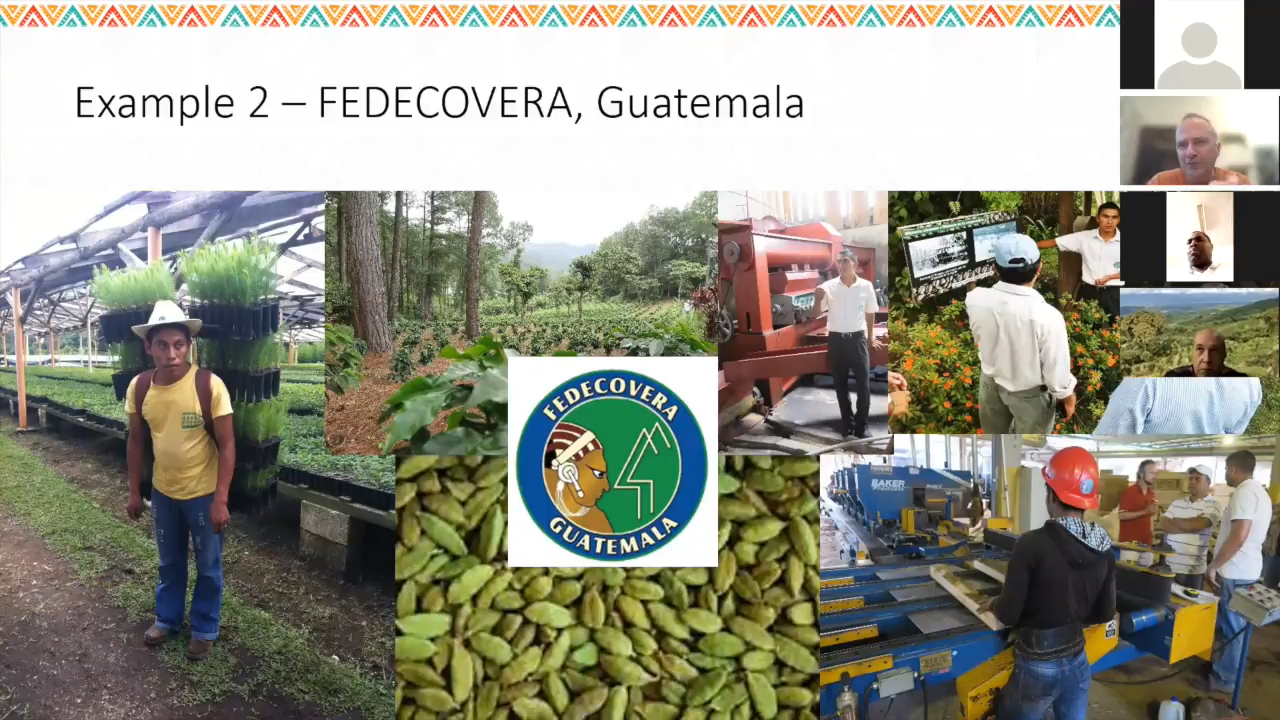 Example 2 – FEDECOVERA, Guatemala
FEDECOVERA
GUATEMALA
BAKER